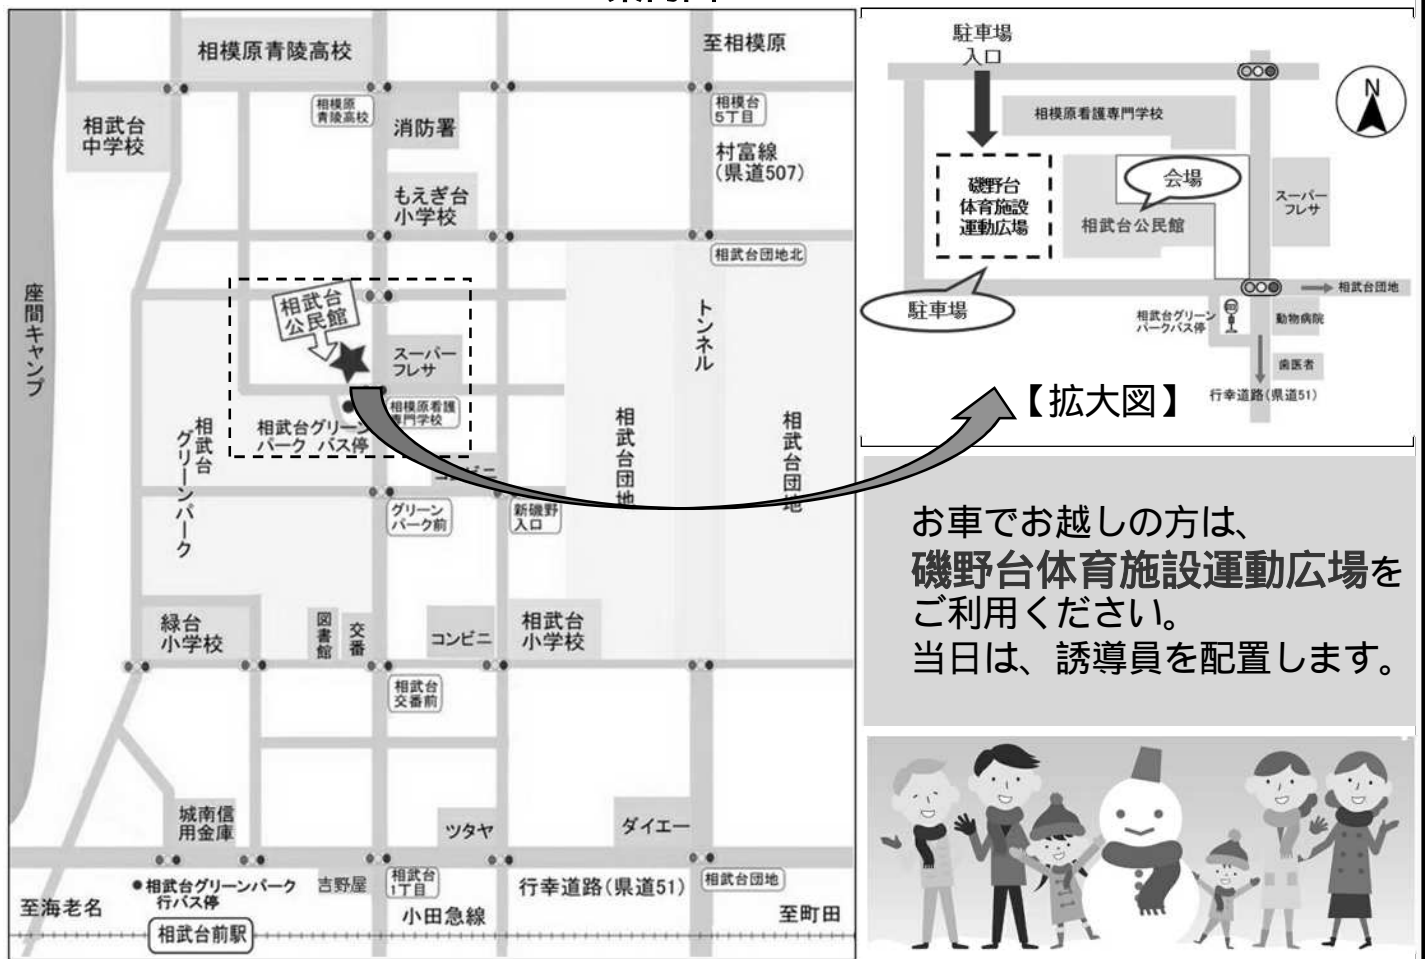 相模原青陵高校
至相模原
相模原
青陵高校
相模台
5丁目
相武台
中学校
消防署
村富線
(県道507)
もえぎ台
小学校
相武台団地北
座間キャンプ
相武台
公民館
トンネル
スーパー
フレサ
相模原看護
専門学校
相武台グリーン
パーク バス停
相武台
グリーンパーク
相武台団地
相武台団地
コンビニ
グリーン
パーク前
新磯野
入口
緑台
小学校
図書館
交番
コンビニ
相武台
小学校
相武台
交番前
城南信
用金庫
ツタヤ
ダイエー
●相武台グリーンパーク
行バス停
吉野屋
相武台
1丁目
行幸道路(県道51)
相武台団地
至海老名
小田急線
至町田
相武台前駅
駐車場
入口
N
相模原看護専門学校
磯野台
体育施設
運動広場
会場
相武台公民館
スーパー
フレサ
駐車場
相武台団地
相武台グリーン
パークバス停
動物病院
歯医者
行幸道路(県道51)
【拡大図】
お車でお越しの方は、
磯野台体育施設運動広場を
ご利用ください。
当日は、誘導員を配置します。